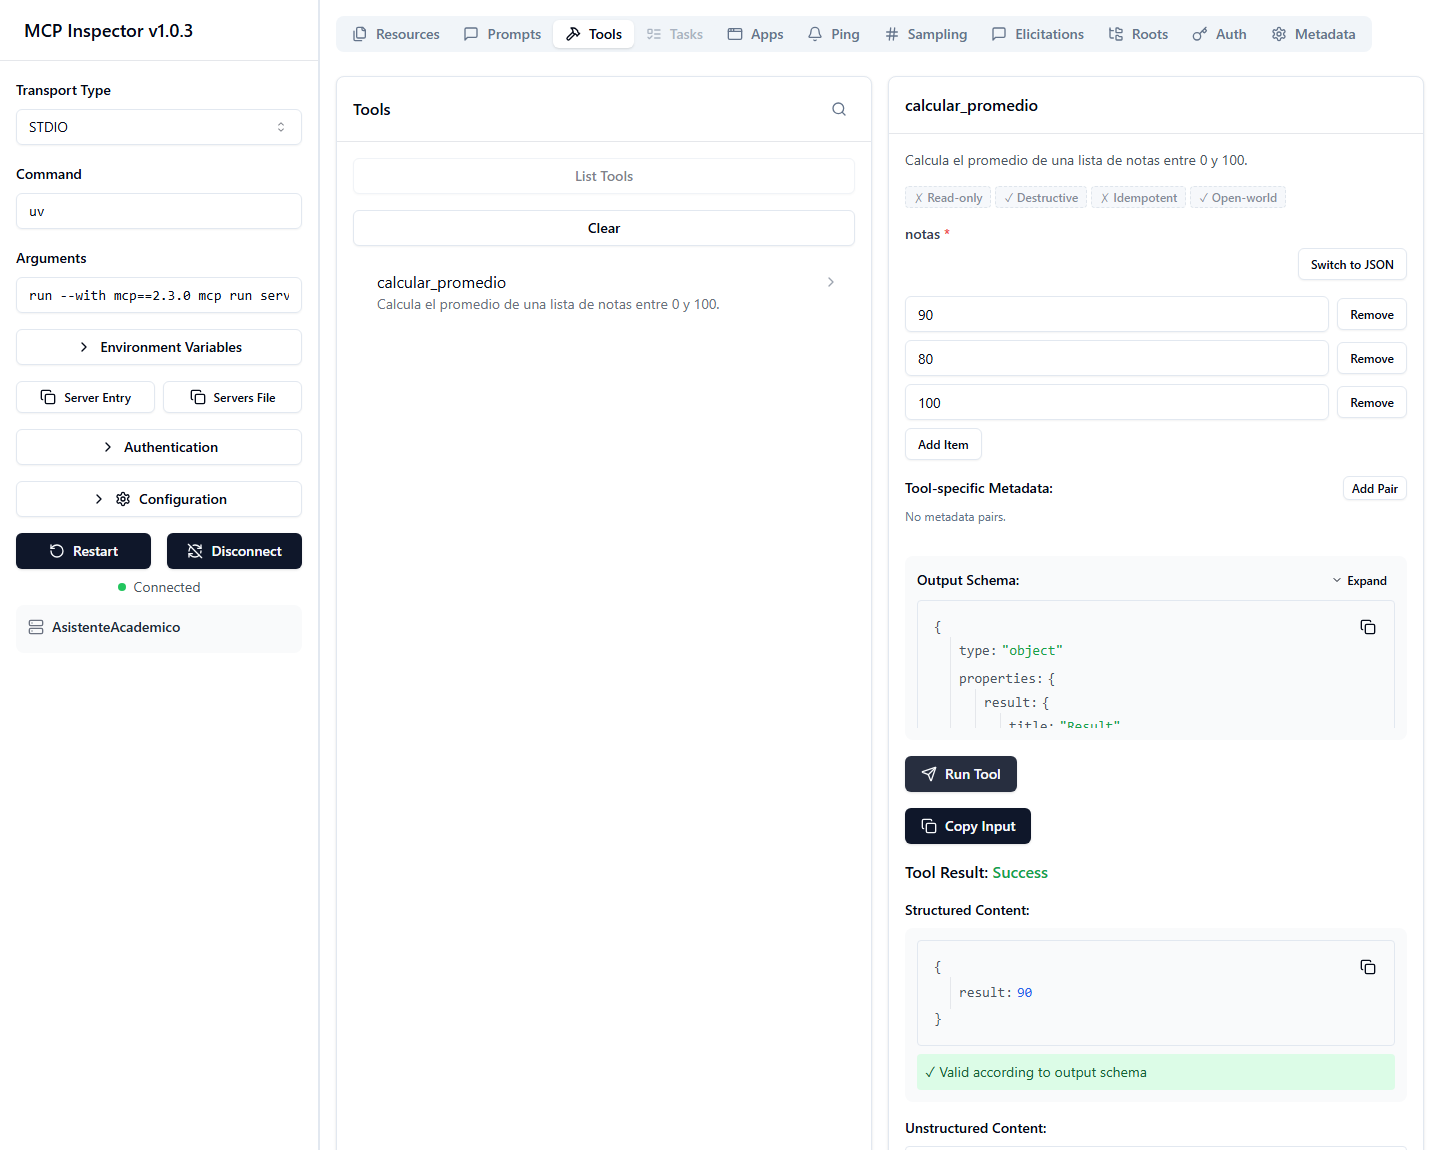 MCP Inspector v1.0.3
Transport Type
STDIO
Command
uv
Arguments
run --with mcp==2.3.0 mcp run serv
Environment Variables
Server Entry
Servers File
Authentication
Configuration
Restart
Disconnect
Connected
AsistenteAcademico
Resources
Prompts
Tools
Tasks
Apps
Ping
Sampling
Elicitations
Roots
Auth
Metadata
Tools
List Tools
Clear
calcular_promedio
Calcula el promedio de una lista de notas entre 0 y 100.
calcular_promedio
Calcula el promedio de una lista de notas entre 0 y 100.
✗ Read-only
✓ Destructive
✗ Idempotent
✓ Open-world
notas *
Switch to JSON
90
Remove
80
Remove
100
Remove
Add Item
Tool-specific Metadata:
Add Pair
No metadata pairs.
Output Schema:
Expand
{
type: "object"
properties: {
result: {
title: "Result"
Run Tool
Copy Input
Tool Result: Success
Structured Content:
{
result: 90
}
✓ Valid according to output schema
Unstructured Content: